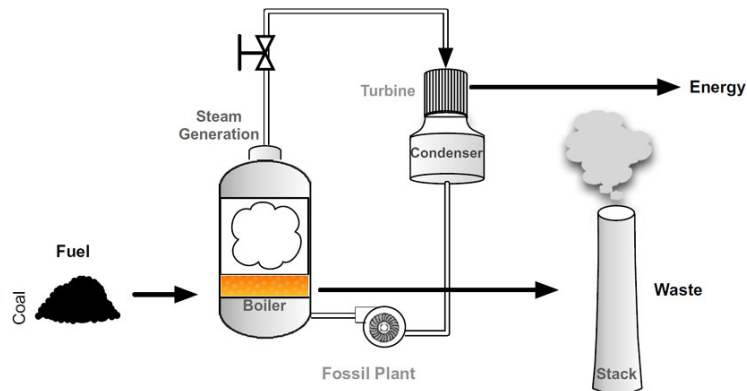 Turbine
Energy
Steam
Generation
Condenser
Fuel
Coal
Boiler
Waste
Stack
Fossil Plant